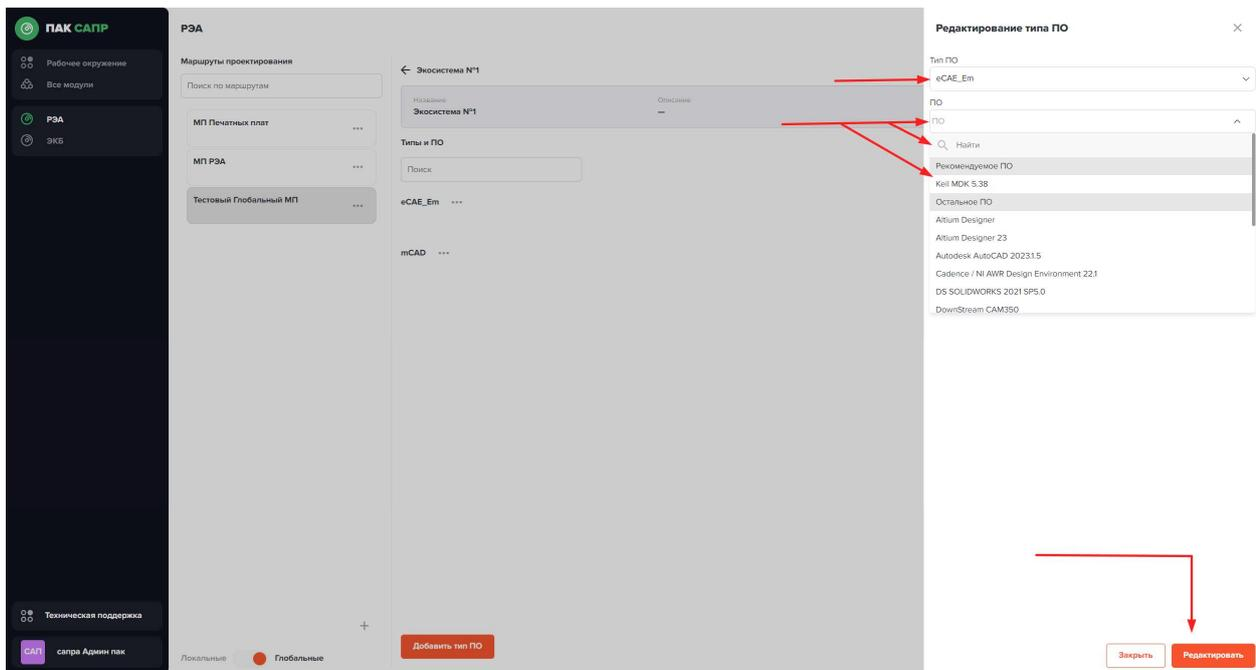 ПАК САПР
Рабочее окружение
Все модули
РЭА
ЭКБ
Техническая поддержка
САП
сапра Админ пак
РЭА
Маршруты проектирования
Поиск по маршрутам
МП Печатных плат
МП РЭА
Тестовый Глобальный МП
Локальные
Глобальные
Экосистема №1
Название
Описание
Экосистема №1
—
Типы и ПО
Поиск
eCAE_Em
mCAD
Добавить тип ПО
Редактирование типа ПО
Тип ПО
eCAE_Em
ПО
ПО
Найти
Рекомендуемое ПО
Keil MDK 5.38
Остальное ПО
Altium Designer
Altium Designer 23
Autodesk AutoCAD 2023.1.5
Cadence / NI AWR Design Environment 22.1
DS SOLIDWORKS 2021 SP5.0
DownStream CAM350
Закрыть
Редактировать